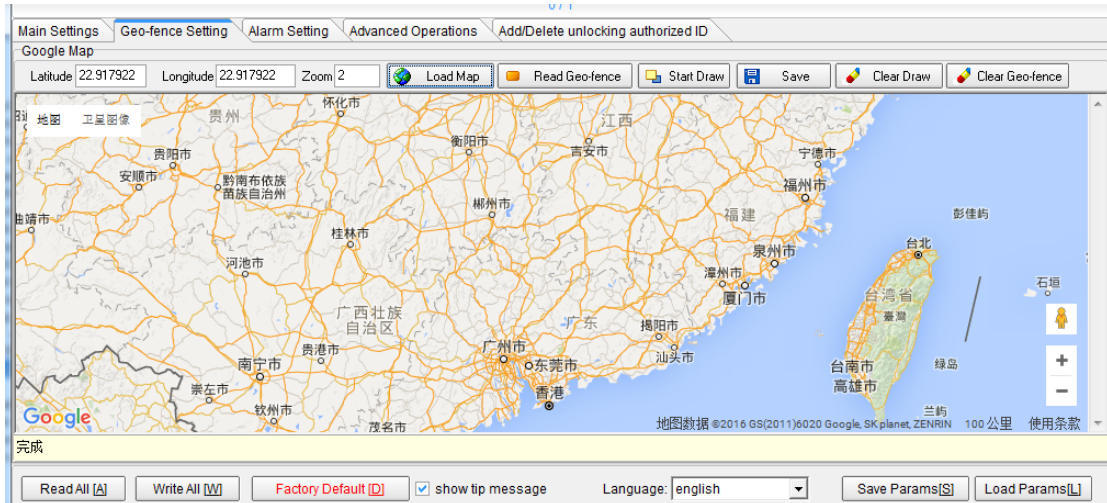 0 / 1
Main Settings Geo-fence Setting Alarm Setting Advanced Operations Add/Delete unlocking authorized ID
Google Map
Latitude 22.917922 Longitude 22.917922 Zoom 2 Load Map Read Geo-fence Start Draw Save Clear Draw Clear Geo-fence
地图 卫星图像
贵州
怀化市
江西
衡阳市
吉安市
宁德市
贵阳市
安顺市
黔南布依族
苗族自治州
福州市
郴州市
福建
彭佳屿
曲靖市
桂林市
台北
泉州市
河池市
漳州市
厦门市
石垣
台湾省
臺灣
广西壮族
自治区
广东
揭阳市
贵港市
广州市
汕头市
东莞市
南宁市
台南市
绿岛
崇左市
香港
高雄市
钦州市
兰屿
茂名市
Google
地图数据 ©2016 GS(2011)6020 Google, SK planet, ZENRIN 100 公里 使用条款
完成
Read All [A] Write All [W] Factory Default [D] show tip message Language: english Save Params[S] Load Params[L]